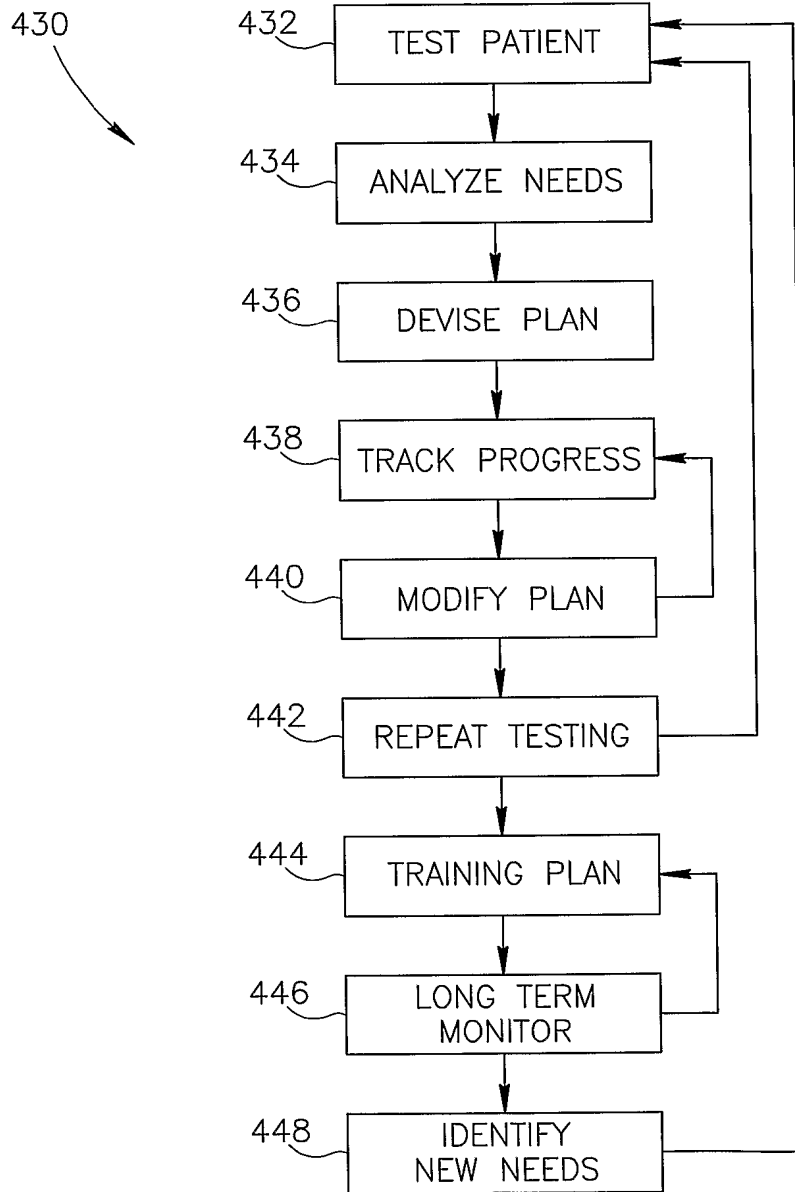 430
432
TEST PATIENT
434
ANALYZE NEEDS
436
DEVISE PLAN
438
TRACK PROGRESS
440
MODIFY PLAN
442
REPEAT TESTING
444
TRAINING PLAN
446
LONG TERM
MONITOR
448
IDENTIFY
NEW NEEDS